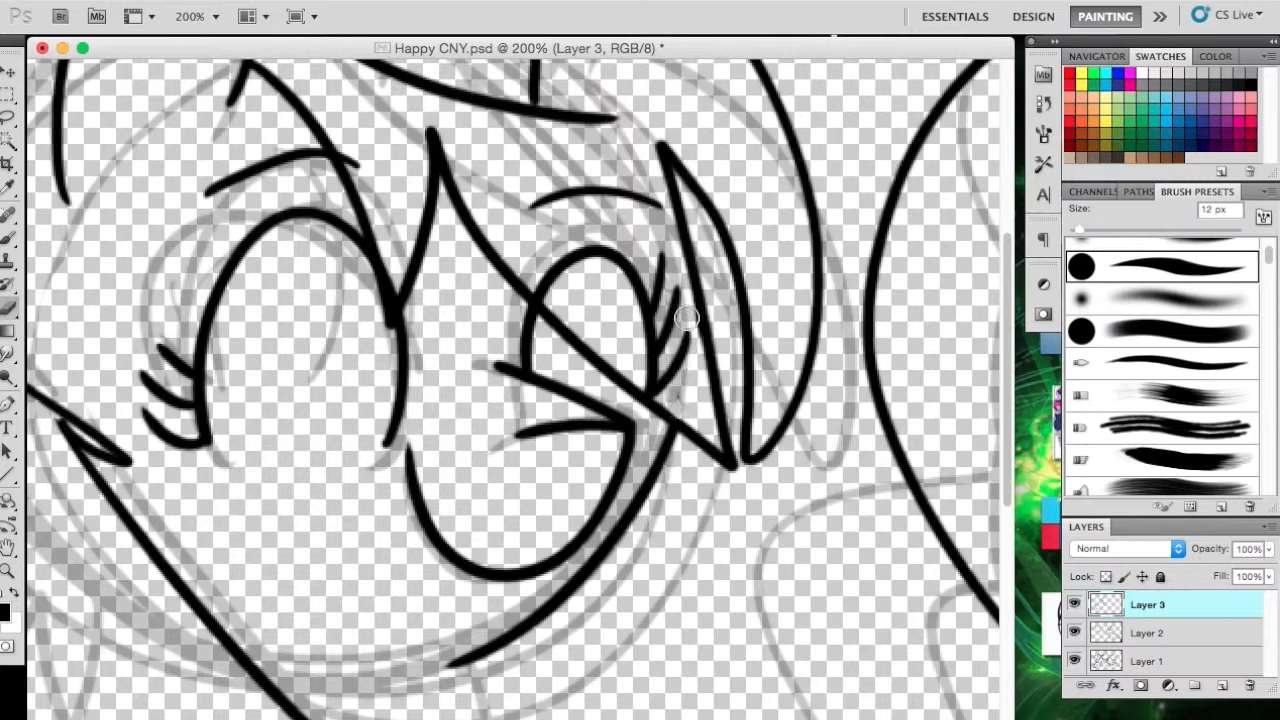 Ps Br Mb 200% ESSENTIALS DESIGN PAINTING CS Live
Happy CNY.psd @ 200% (Layer 3, RGB/8) *
NAVIGATOR SWATCHES COLOR
Mb
CHANNELS PATHS BRUSH PRESETS
Size: 12 px
LAYERS
Normal Opacity: 100%
Lock: Fill: 100%
Layer 3
Layer 2
Layer 1
fx